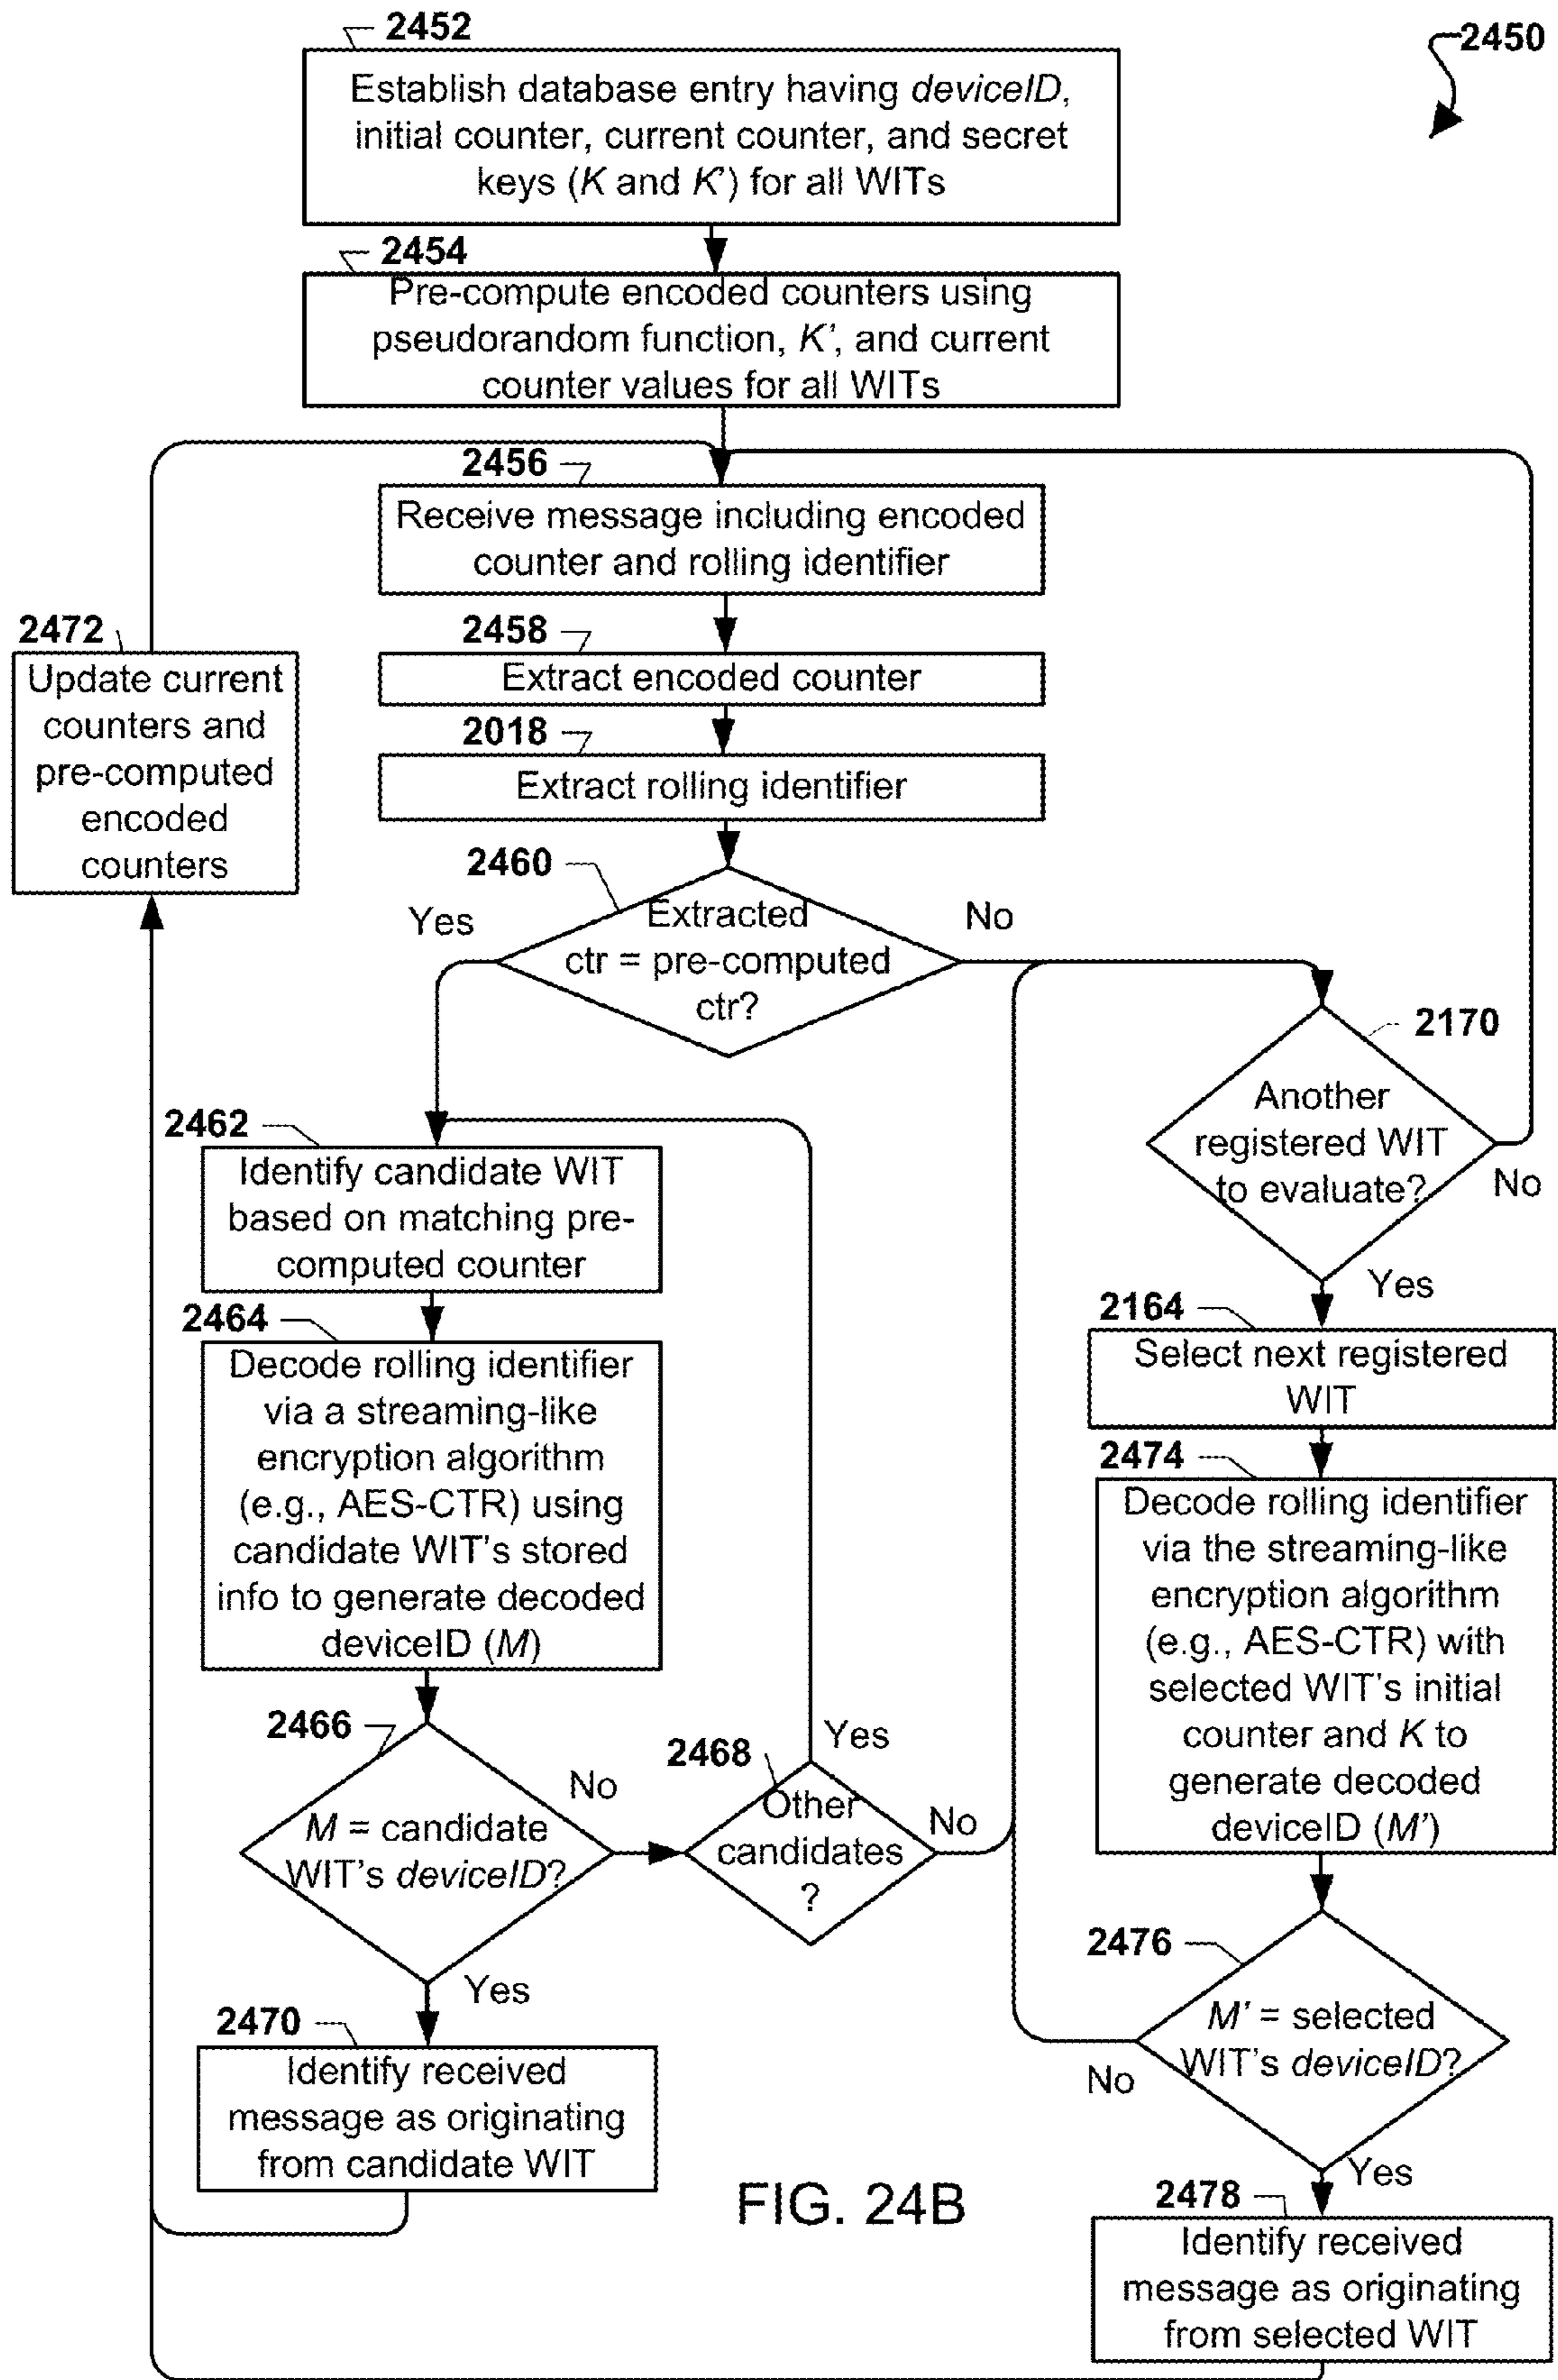 2452
2450
Establish database entry having deviceID,
initial counter, current counter, and secret
keys (K and K') for all WITs
2454
Pre-compute encoded counters using
pseudorandom function, K', and current
counter values for all WITs
2456
Receive message including encoded
counter and rolling identifier
2458
Extract encoded counter
2018
Extract rolling identifier
2472
Update current
counters and
pre-computed
encoded
counters
2460
Yes
Extracted
ctr = pre-computed
ctr?
No
2170
Another
registered WIT
to evaluate?
No
Yes
2462
Identify candidate WIT
based on matching pre-
computed counter
2464
Decode rolling identifier
via a streaming-like
encryption algorithm
(e.g., AES-CTR) using
candidate WIT's stored
info to generate decoded
deviceID (M)
2466
M = candidate
WIT's deviceID?
No
Yes
2468
Other
candidates
?
Yes
No
2470
Identify received
message as originating
from candidate WIT
2164
Select next registered
WIT
2474
Decode rolling identifier
via the streaming-like
encryption algorithm
(e.g., AES-CTR) with
selected WIT's initial
counter and K to
generate decoded
deviceID (M')
2476
M' = selected
WIT's deviceID?
No
Yes
2478
Identify received
message as originating
from selected WIT
FIG. 24B